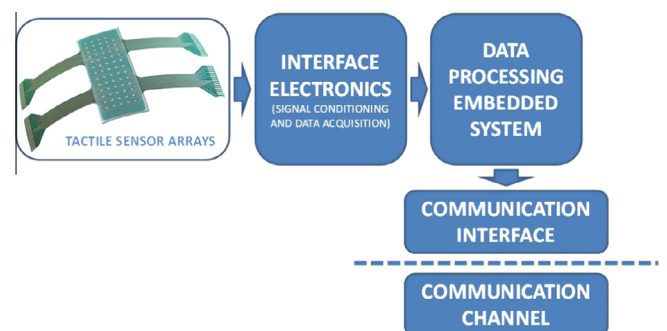 TACTILE SENSOR ARRAYS
INTERFACE
ELECTRONICS
(SIGNAL CONDITIONING
AND DATA ACQUISITION)
DATA
PROCESSING
EMBEDDED
SYSTEM
COMMUNICATION
INTERFACE
COMMUNICATION
CHANNEL